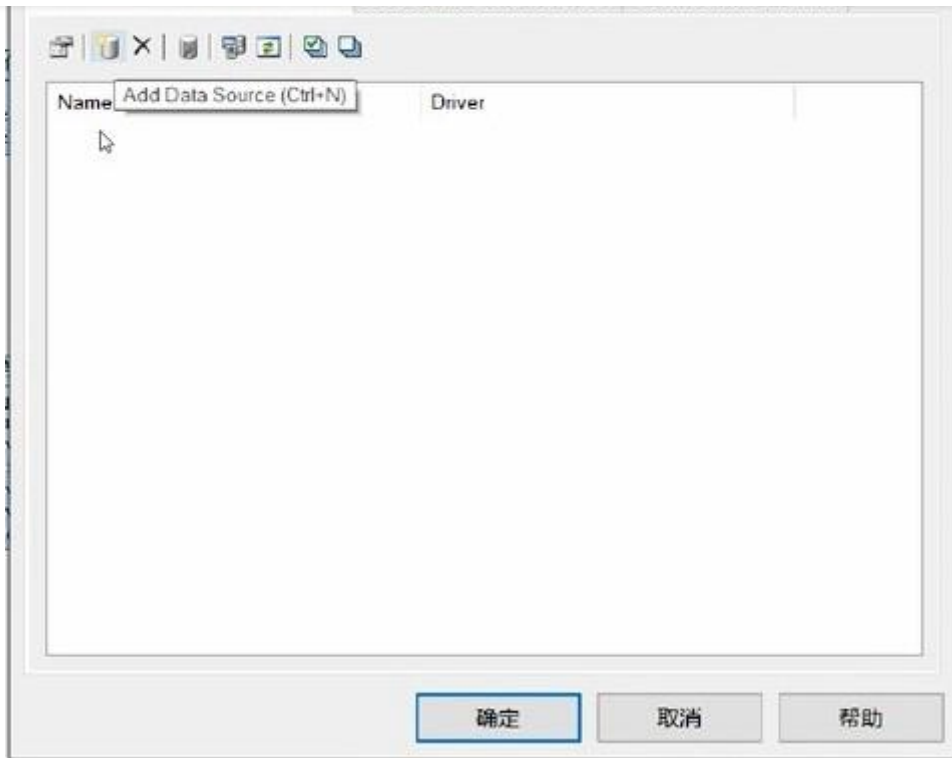 Add Data Source (Ctrl+N)
Name
Driver
确定
取消
帮助